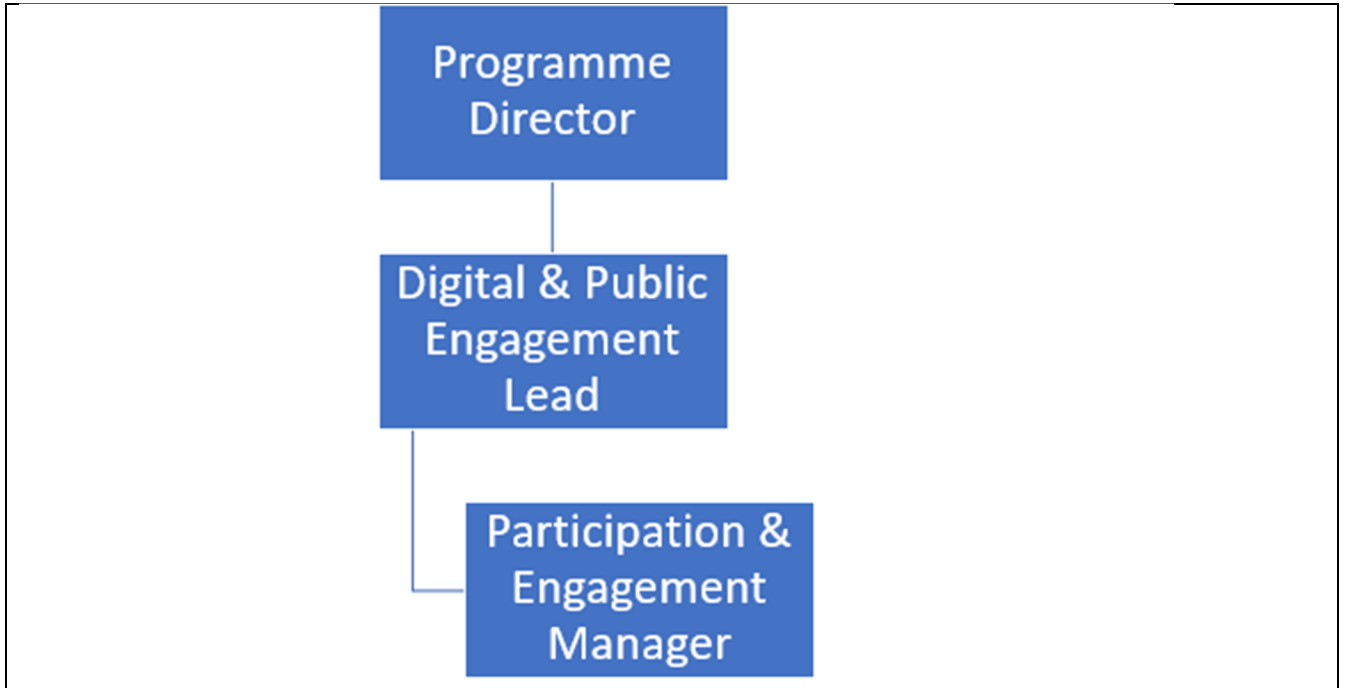 Programme
Director
Digital & Public
Engagement
Lead
Participation &
Engagement
Manager